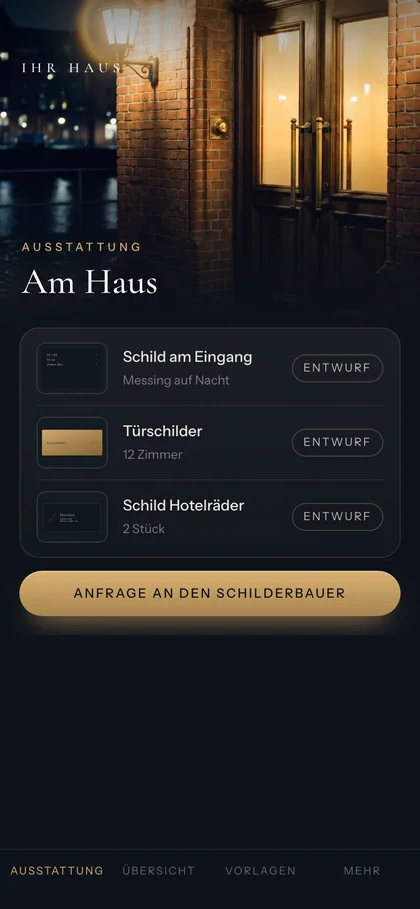 IHR HAUS
AUSSTATTUNG
Am Haus
Schild am Eingang
Messing auf Nacht
ENTWURF
Türschilder
12 Zimmer
ENTWURF
Schild Hotelräder
2 Stück
ENTWURF
ANFRAGE AN DEN SCHILDERBAUER
AUSSTATTUNG
ÜBERSICHT
VORLAGEN
MEHR